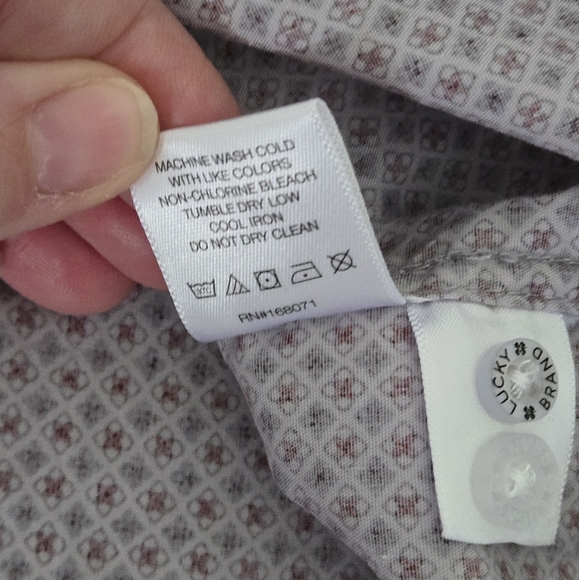 MACHINE WASH COLD
WITH LIKE COLORS
NON-CHLORINE BLEACH
TUMBLE DRY LOW
COOL IRON
DO NOT DRY CLEAN
RN#168071
LUCKY
BRAND